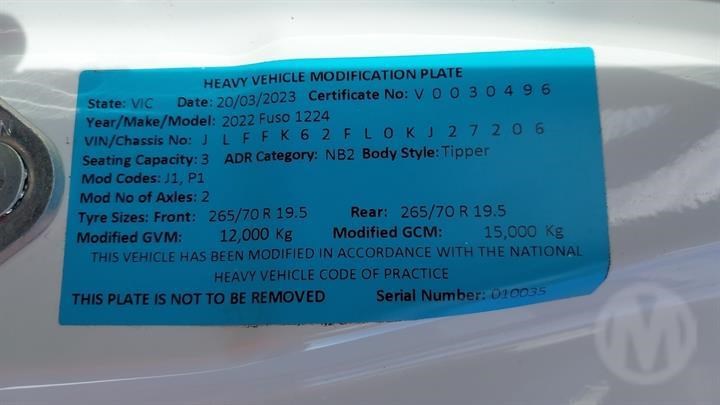 HEAVY VEHICLE MODIFICATION PLATE
State: VIC Date: 20/03/2023 Certificate No: V0030496
Year/Make/Model: 2022 Fuso 1224
VIN/Chassis No: JLFFK62FL0KJ27206
Seating Capacity: 3 ADR Category: NB2 Body Style: Tipper
Mod Codes: J1, P1
Mod No of Axles: 2
Tyre Sizes: Front: 265/70 R 19.5 Rear: 265/70 R 19.5
Modified GVM: 12,000 Kg Modified GCM: 15,000 Kg
THIS VEHICLE HAS BEEN MODIFIED IN ACCORDANCE WITH THE NATIONAL
HEAVY VEHICLE CODE OF PRACTICE
THIS PLATE IS NOT TO BE REMOVED Serial Number: 010035
M